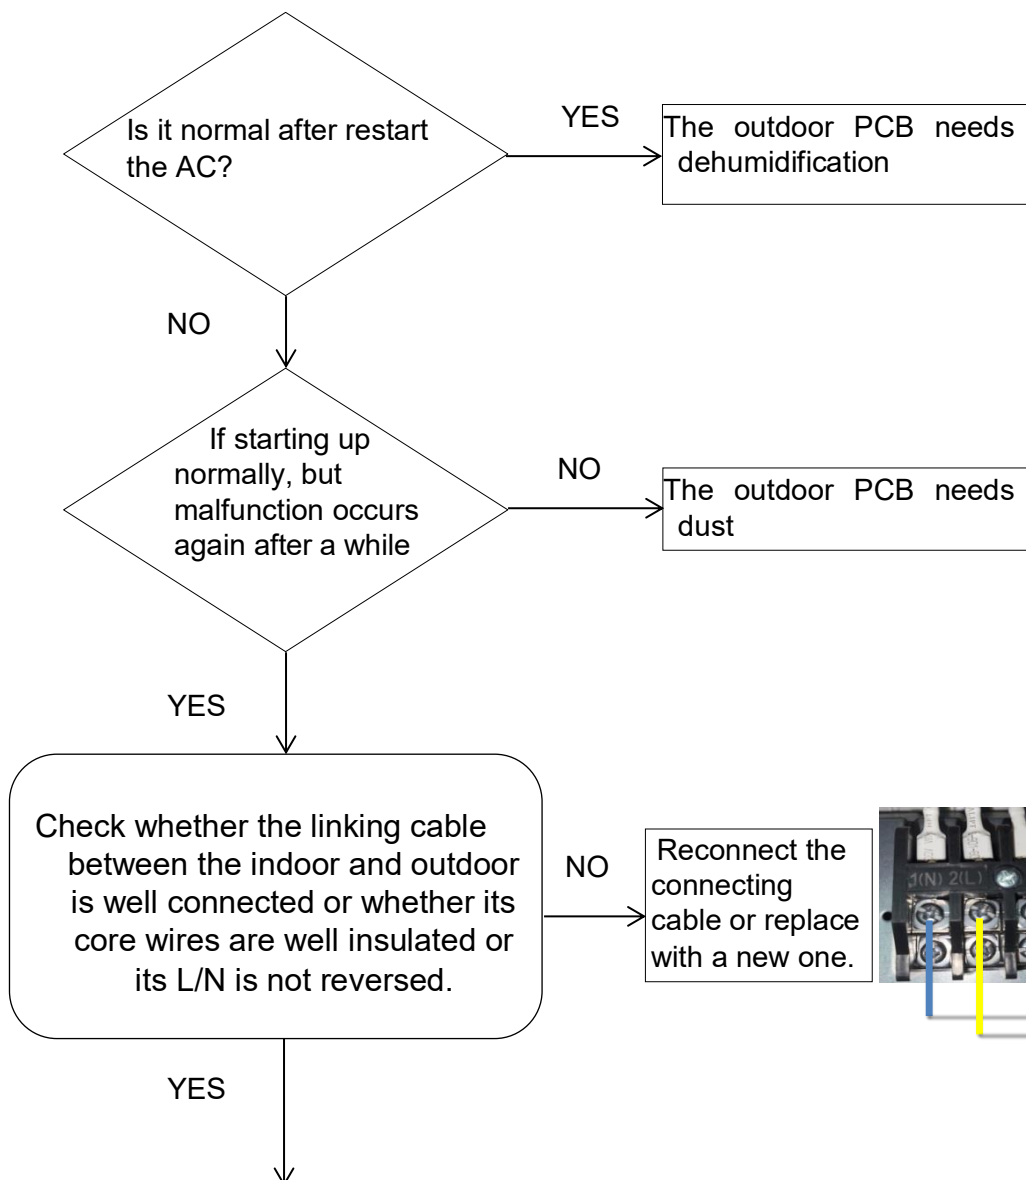 Is it normal after restart
the AC?
YES
The outdoor PCB needs
dehumidification
NO
If starting up
normally, but
malfunction occurs
again after a while
NO
The outdoor PCB needs
dust
YES
Check whether the linking cable
between the indoor and outdoor
is well connected or whether its
core wires are well insulated or
its L/N is not reversed.
NO
Reconnect the
connecting
cable or replace
with a new one.
1(N) 2(L)
YES